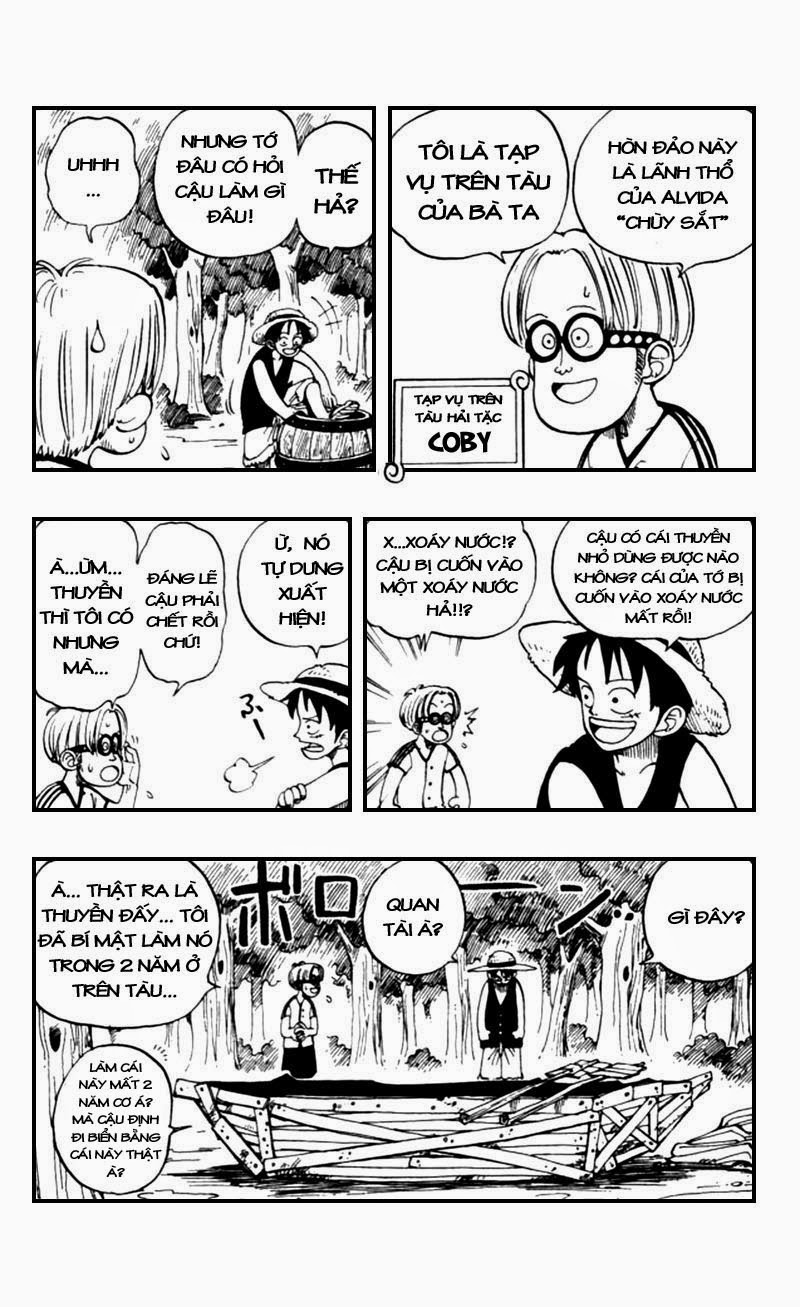 HÒN ĐẢO NÀY
LÀ LÃNH THỔ
CỦA ALVIDA
“CHÙY SẮT”
TÔI LÀ TẠP
VỤ TRÊN TÀU
CỦA BÀ TA
TẠP VỤ TRÊN
TÀU HẢI TẶC
COBY
THẾ
HẢ?
NHƯNG TỚ
ĐÂU CÓ HỎI
CẬU LÀM GÌ
ĐÂU!
UHHH
...
CẬU CÓ CÁI THUYỀN
NHỎ DÙNG ĐƯỢC NÀO
KHÔNG? CÁI CỦA TỚ BỊ
CUỐN VÀO XOÁY NƯỚC
MẤT RỒI!
X...XOÁY NƯỚC!?
CẬU BỊ CUỐN VÀO
MỘT XOÁY NƯỚC
HẢ!!?
Ừ, NÓ
TỰ DƯNG
XUẤT
HIỆN!
ĐÁNG LẼ
CẬU PHẢI
CHẾT RỒI
CHỨ!
À...ỪM...
THUYỀN
THÌ TÔI CÓ
NHƯNG
MÀ...
ふーー
GÌ ĐÂY?
QUAN
TÀI À?
ボローン
À... THẬT RA LÀ
THUYỀN ĐẤY... TÔI
ĐÃ BÍ MẬT LÀM NÓ
TRONG 2 NĂM Ở
TRÊN TÀU...
LÀM CÁI
NÀY MẤT 2
NĂM CƠ Á?
MÀ CẬU ĐỊNH
ĐI BIỂN BẰNG
CÁI NÀY THẬT
À?